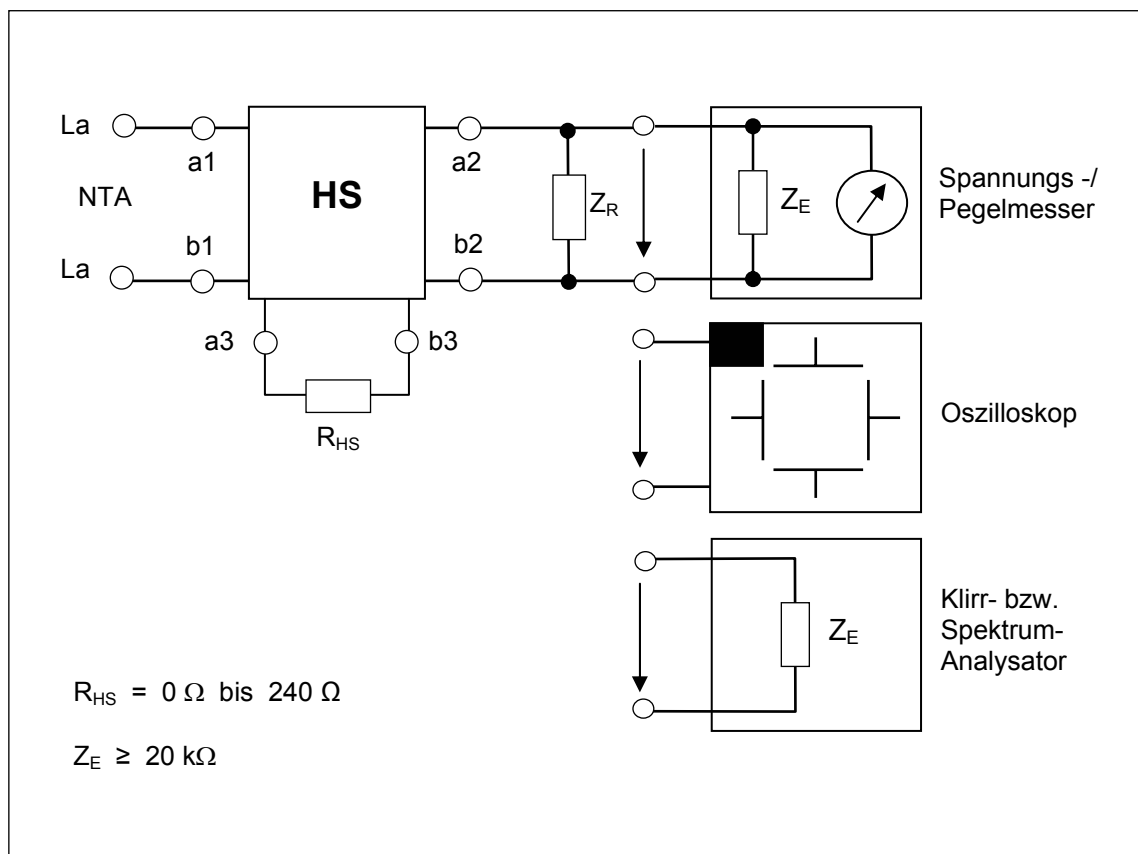 La
a1
a2
NTA
HS
Z_R
Z_E
Spannungs -/
Pegelmesser
La
b1
b2
a3
b3
R_HS
Oszilloskop
Z_E
Klirr- bzw.
Spektrum-
Analysator
R_HS = 0 Ω bis 240 Ω
Z_E ≥ 20 kΩ